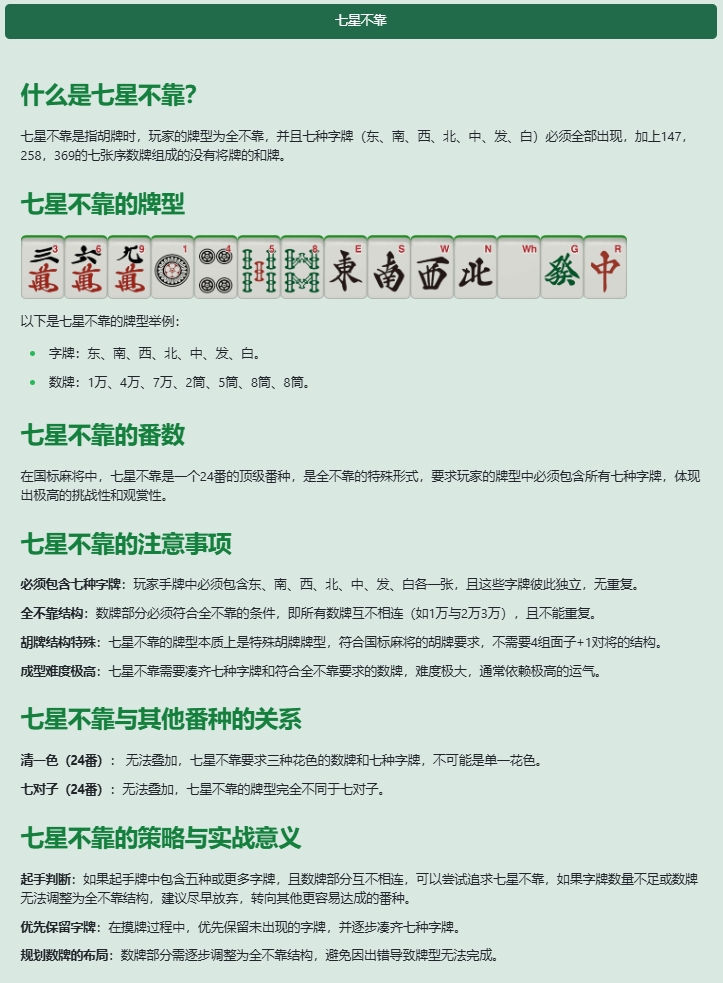 七星不靠
什么是七星不靠?
七星不靠是指胡牌时，玩家的牌型为全不靠，并且七种字牌（东、南、西、北、中、发、白）必须全部出现，加上147，
258，369的七张序数牌组成的没有将牌的和牌。
七星不靠的牌型
三萬 3 六萬 6 九萬 9 1 4 5 8 東 E 南 S 西 W 北 N Wh 發 G 中 R
以下是七星不靠的牌型举例：
字牌：东、南、西、北、中、发、白。
数牌：1万、4万、7万、2筒、5筒、8筒、8筒。
七星不靠的番数
在国标麻将中，七星不靠是一个24番的顶级番种，是全不靠的特殊形式，要求玩家的牌型中必须包含所有七种字牌，体现
出极高的挑战性和观赏性。
七星不靠的注意事项
必须包含七种字牌：玩家手牌中必须包含东、南、西、北、中、发、白各一张，且这些字牌彼此独立，无重复。
全不靠结构：数牌部分必须符合全不靠的条件，即所有数牌互不相连（如1万与2万3万），且不能重复。
胡牌结构特殊：七星不靠的牌型本质上是特殊胡牌牌型，符合国标麻将的胡牌要求，不需要4组面子+1对将的结构。
成型难度极高：七星不靠需要凑齐七种字牌和符合全不靠要求的数牌，难度极大，通常依赖极高的运气。
七星不靠与其他番种的关系
清一色（24番）： 无法叠加，七星不靠要求三种花色的数牌和七种字牌，不可能是单一花色。
七对子（24番）：无法叠加，七星不靠的牌型完全不同于七对子。
七星不靠的策略与实战意义
起手判断：如果起手牌中包含五种或更多字牌，且数牌部分互不相连，可以尝试追求七星不靠，如果字牌数量不足或数牌
无法调整为全不靠结构，建议尽早放弃，转向其他更容易达成的番种。
优先保留字牌：在摸牌过程中，优先保留未出现的字牌，并逐步凑齐七种字牌。
规划数牌的布局：数牌部分需逐步调整为全不靠结构，避免因出错导致牌型无法完成。